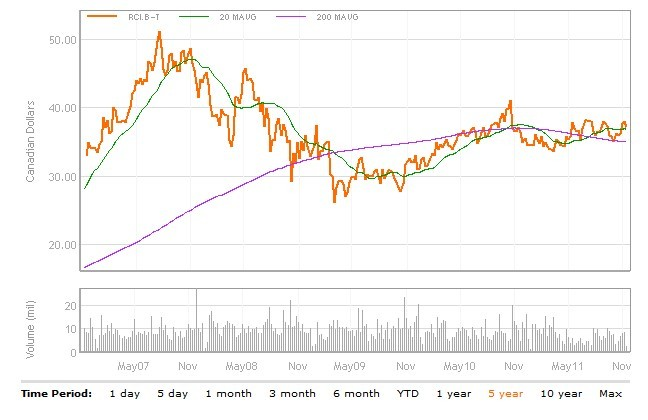 RCI.B-T 20 MAVG 200 MAVG
50.00
40.00
30.00
20.00
Canadian Dollars
20
10
0
Volume (mil)
May07 Nov May08 Nov May09 Nov May10 Nov May11 Nov
Time Period: 1 day 5 day 1 month 3 month 6 month YTD 1 year 5 year 10 year Max